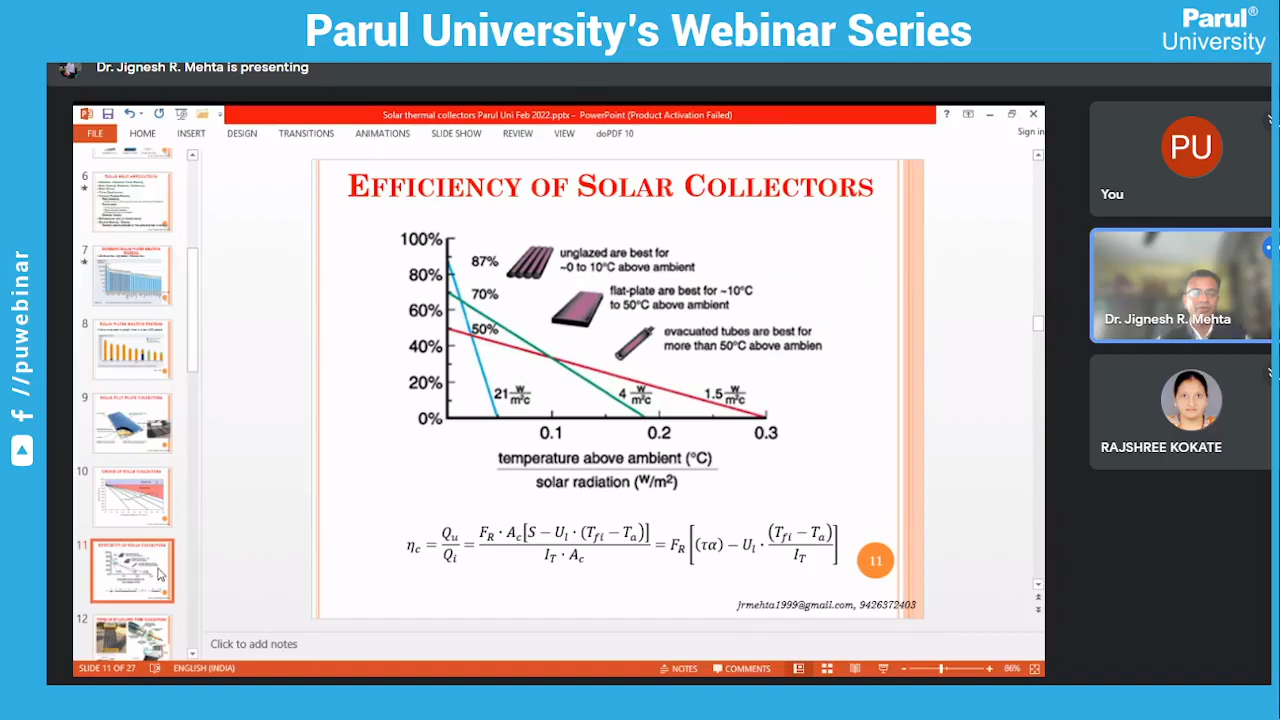 Parul University's Webinar Series
Parul®
University
Dr. Jignesh R. Mehta is presenting
Solar thermal collectors Parul Uni Feb 2022.pptx - PowerPoint (Product Activation Failed)
FILE HOME INSERT DESIGN TRANSITIONS ANIMATIONS SLIDE SHOW REVIEW VIEW doPDF 10
Sign in
6
7
8
9
10
11
12
EFFICIENCY OF SOLAR COLLECTORS
100%
80%
60%
40%
20%
0%
87%
70%
50%
unglazed are best for
~0 to 10°C above ambient
flat-plate are best for ~10°C
to 50°C above ambient
evacuated tubes are best for
more than 50°C above ambien
21 W/m²c
4 W/m²c
1.5 W/m²c
0.1 0.2 0.3
temperature above ambient (°C)
solar radiation (W/m²)
η_c = Q_u/Q_i = F_R · A_c[S − U_l · (T_fi − T_a)] / I_T · A_c = F_R [(τα) − U_l · (T_fi − T_a)/I_T]
11
jrmehta1999@gmail.com, 9426372403
Click to add notes
SLIDE 11 OF 27 ENGLISH (INDIA) NOTES COMMENTS 86%
PU
You
Dr. Jignesh R. Mehta
RAJSHREE KOKATE
//puwebinar